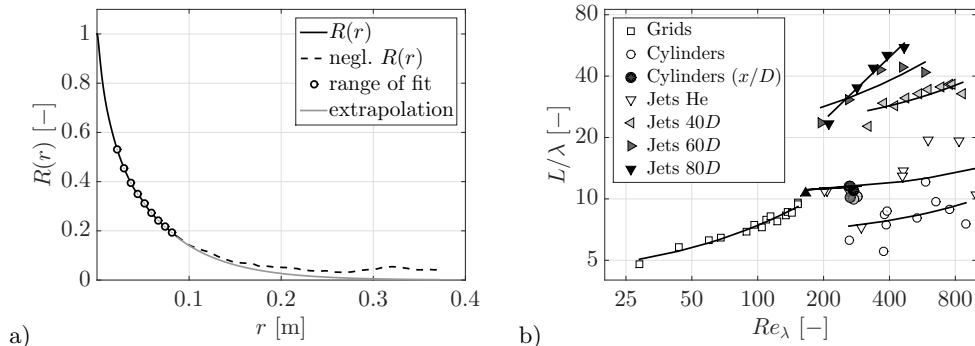 R(r)
negl. R(r)
range of fit
extrapolation
R(r) [−]
1
0.8
0.6
0.4
0.2
0
0.1
0.2
0.3
0.4
r [m]
a)
Grids
Cylinders
Cylinders (x/D)
Jets He
Jets 40D
Jets 60D
Jets 80D
L/λ [−]
80
40
20
10
5
25
50
100
200
400
800
Re_λ [−]
b)